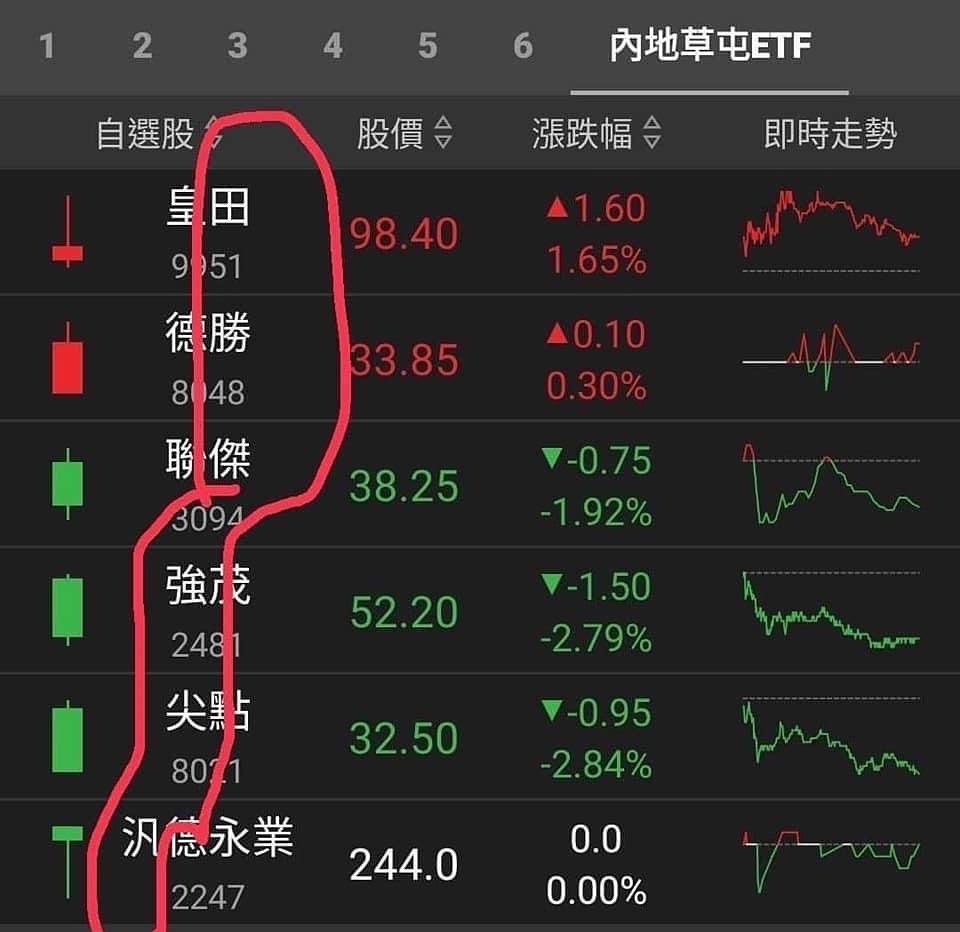 1 2 3 4 5 6 內地草屯ETF
自選股 股價 漲跌幅 即時走勢
皇田 98.40 ▲1.60
9951 1.65%
德勝 33.85 ▲0.10
8048 0.30%
聯傑 38.25 ▼-0.75
3094 -1.92%
強茂 52.20 ▼-1.50
2481 -2.79%
尖點 32.50 ▼-0.95
8021 -2.84%
汎德永業 244.0 0.0
2247 0.00%